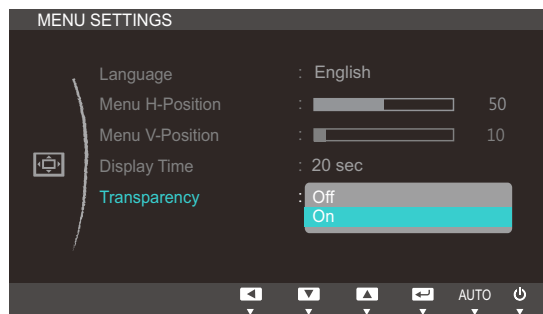 MENU SETTINGS
Language : English
Menu H-Position : 50
Menu V-Position : 10
Display Time : 20 sec
Transparency : Off
On
AUTO